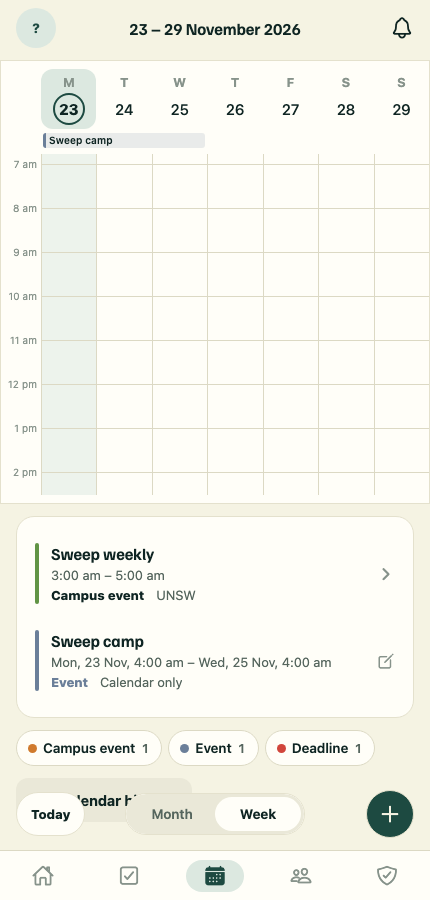 ?
23 – 29 November 2026
M T W T F S S
23 24 25 26 27 28 29
Sweep camp
7 am
8 am
9 am
10 am
11 am
12 pm
1 pm
2 pm
Sweep weekly
3:00 am – 5:00 am
Campus event UNSW
Sweep camp
Mon, 23 Nov, 4:00 am – Wed, 25 Nov, 4:00 am
Event Calendar only
Campus event 1
Event 1
Deadline 1
Today
Month
Week